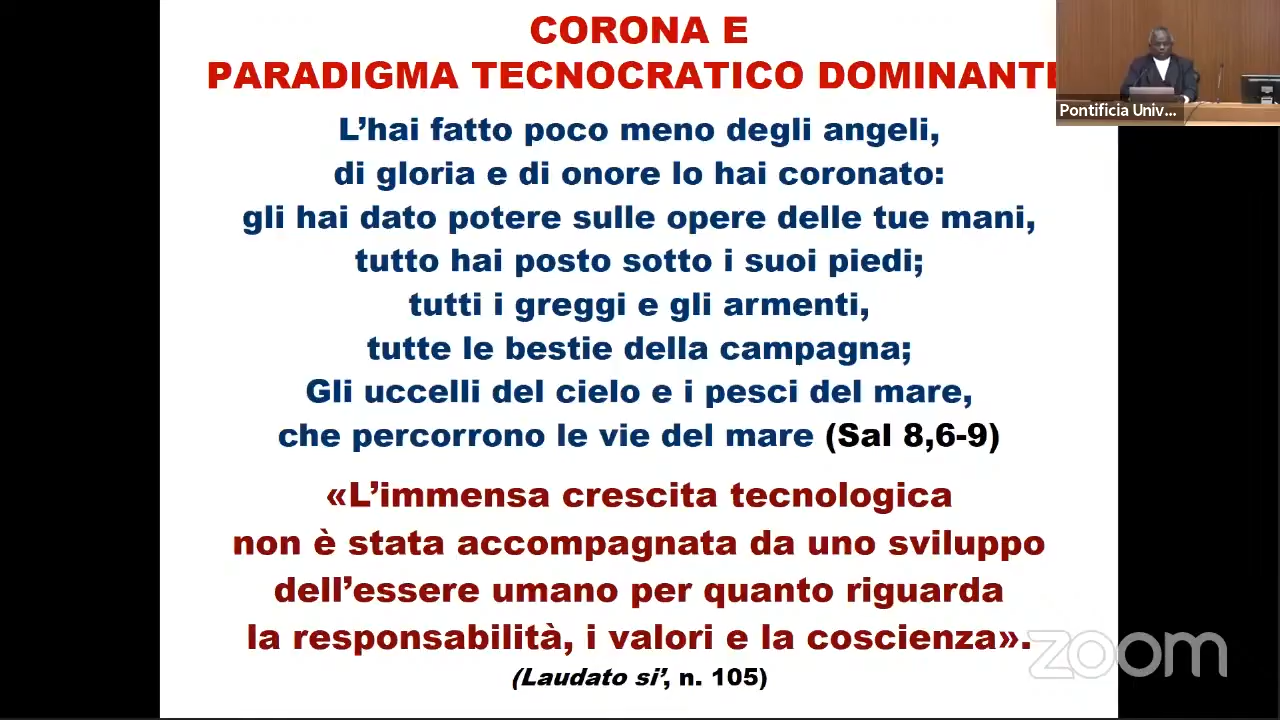 CORONA E
PARADIGMA TECNOCRATICO DOMINANTE
L’hai fatto poco meno degli angeli,
di gloria e di onore lo hai coronato:
gli hai dato potere sulle opere delle tue mani,
tutto hai posto sotto i suoi piedi;
tutti i greggi e gli armenti,
tutte le bestie della campagna;
Gli uccelli del cielo e i pesci del mare,
che percorrono le vie del mare (Sal 8,6-9)
«L’immensa crescita tecnologica
non è stata accompagnata da uno sviluppo
dell’essere umano per quanto riguarda
la responsabilità, i valori e la coscienza».
(Laudato si’, n. 105)
Pontificia Univ...
zoom